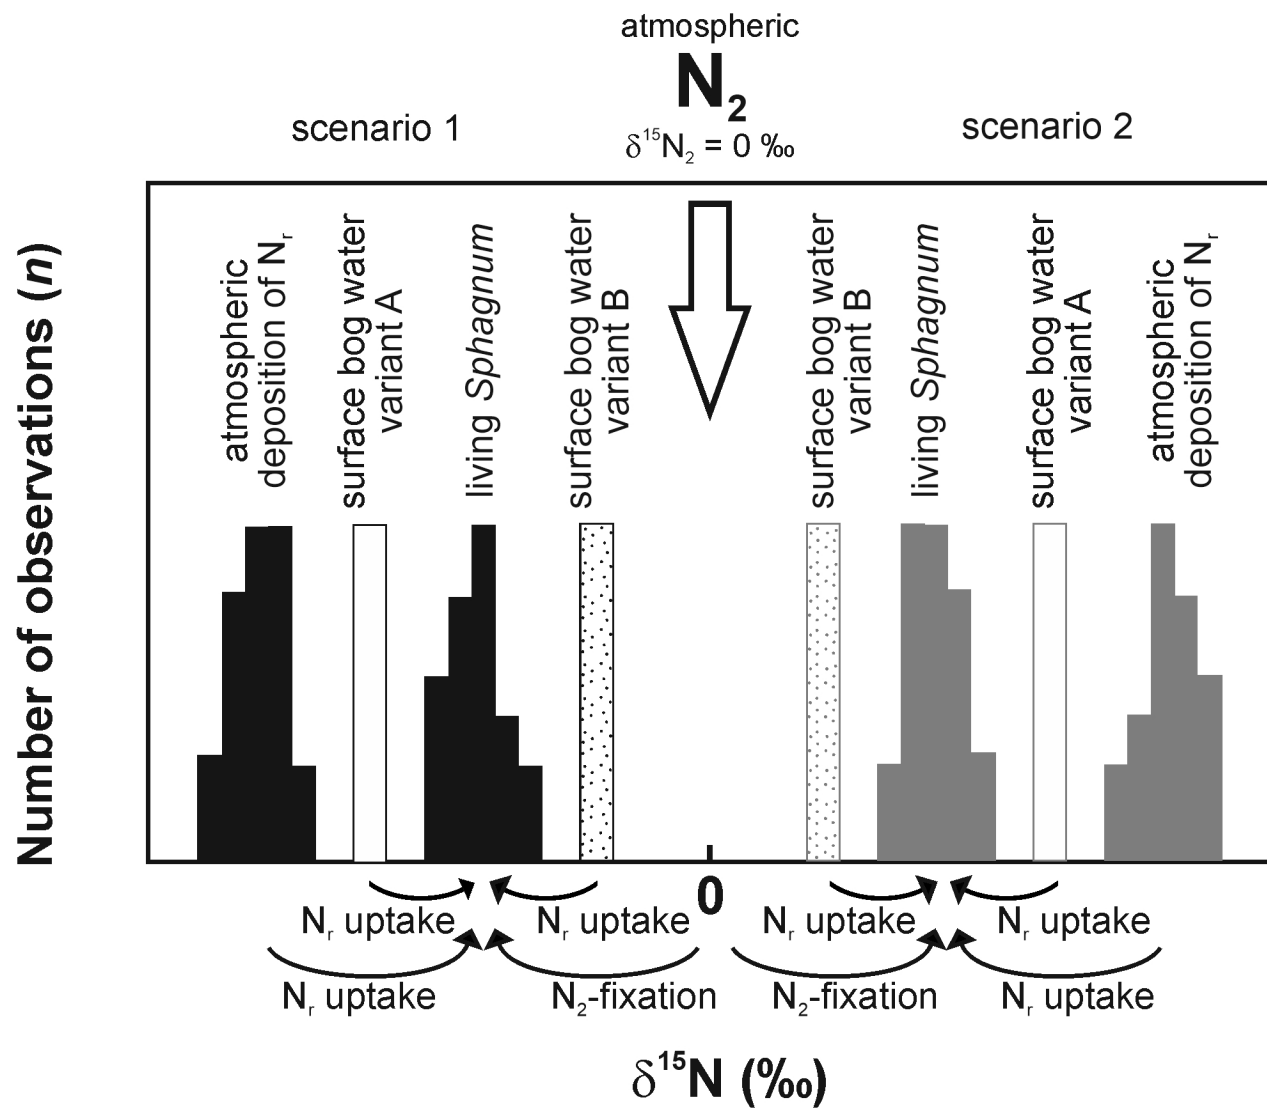 atmospheric
N₂
δ¹⁵N₂ = 0 ‰
scenario 1
scenario 2
Number of observations (n)
atmospheric
deposition of Nᵣ
surface bog water
variant A
living Sphagnum
surface bog water
variant B
surface bog water
variant B
living Sphagnum
surface bog water
variant A
atmospheric
deposition of Nᵣ
0
Nᵣ uptake
Nᵣ uptake
Nᵣ uptake
Nᵣ uptake
Nᵣ uptake
N₂-fixation
N₂-fixation
Nᵣ uptake
δ¹⁵N (‰)